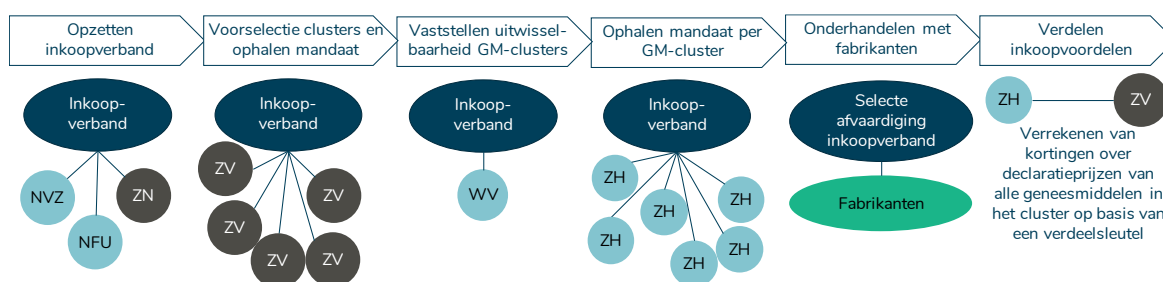 Opzetten
inkoopverband
Voorselectie clusters en
ophalen mandaat
Vaststellen uitwissel-
baarheid GM-clusters
Ophalen mandaat per
GM-cluster
Onderhandelen met
fabrikanten
Verdelen
inkoopvoordelen
Inkoop-
verband
NVZ
NFU
ZN
Inkoop-
verband
ZV
ZV
ZV
ZV
ZV
Inkoop-
verband
WV
Inkoop-
verband
ZH
ZH
ZH
ZH
ZH
ZH
Selecte
afvaardiging
inkoopverband
Fabrikanten
ZH
ZV
Verrekenen van
kortingen over
declaratieprijzen van
alle geneesmiddelen in
het cluster op basis van
een verdeelsleutel